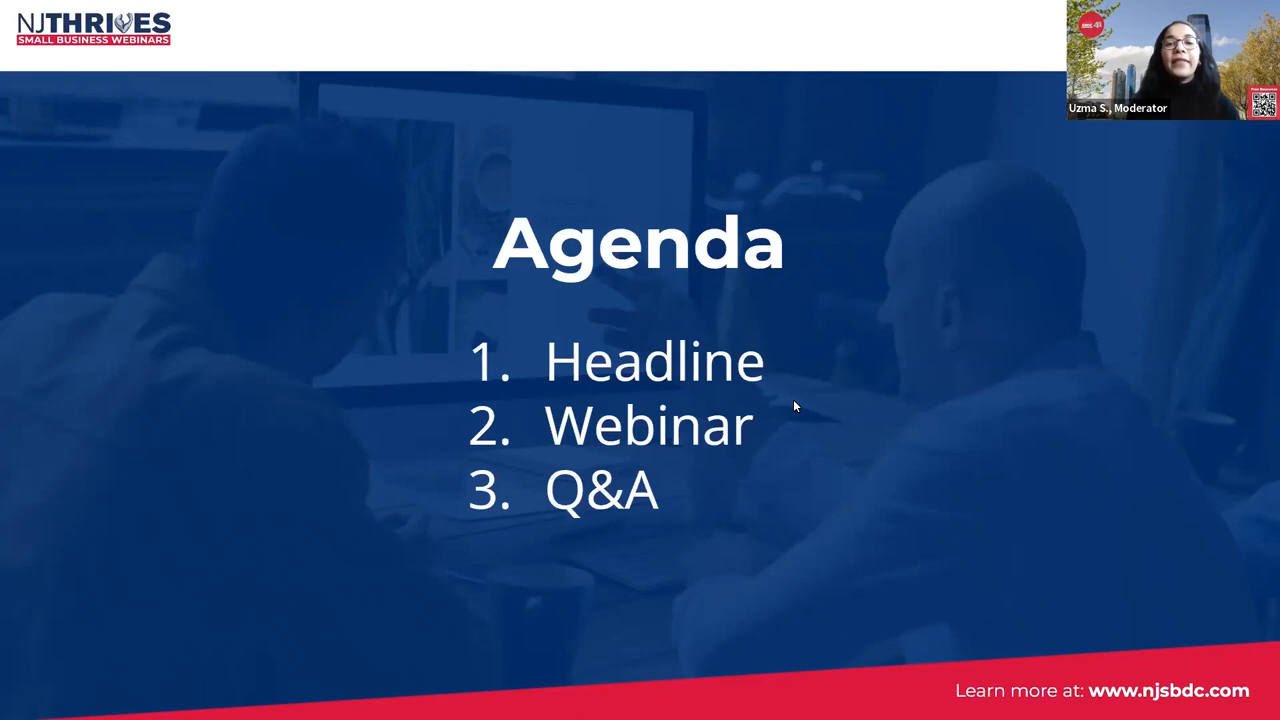 NJTHRIVES
SMALL BUSINESS WEBINARS
Uzma S., Moderator
Agenda
1. Headline
2. Webinar
3. Q&A
Learn more at: www.njsbdc.com